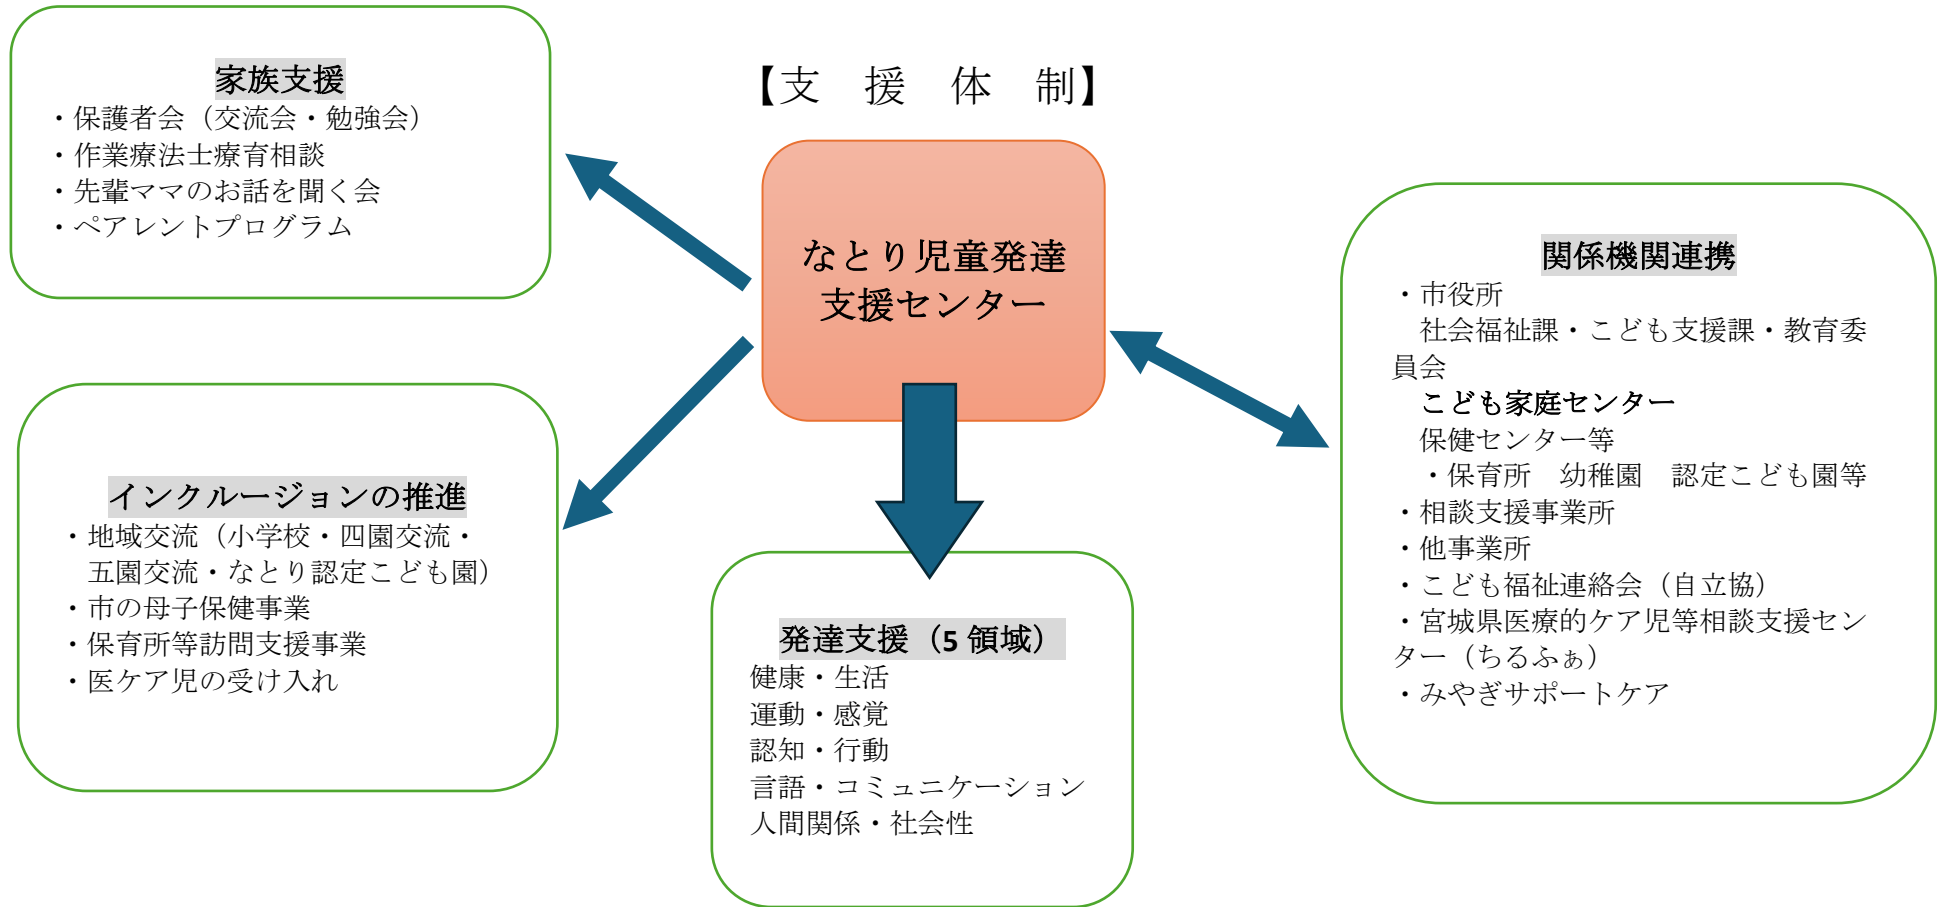 【支　援　体　制】
家族支援
・保護者会（交流会・勉強会）
・作業療法士療育相談
・先輩ママのお話を聞く会
・ペアレントプログラム
なとり児童発達
支援センター
関係機関連携
・市役所
　社会福祉課・こども支援課・教育委
員会
　こども家庭センター
　保健センター等
　・保育所　幼稚園　認定こども園等
・相談支援事業所
・他事業所
・こども福祉連絡会（自立協）
・宮城県医療的ケア児等相談支援セン
ター（ちるふぁ）
・みやぎサポートケア
インクルージョンの推進
・地域交流（小学校・四園交流・
　五園交流・なとり認定こども園）
・市の母子保健事業
・保育所等訪問支援事業
・医ケア児の受け入れ
発達支援（5 領域）
健康・生活
運動・感覚
認知・行動
言語・コミュニケーション
人間関係・社会性